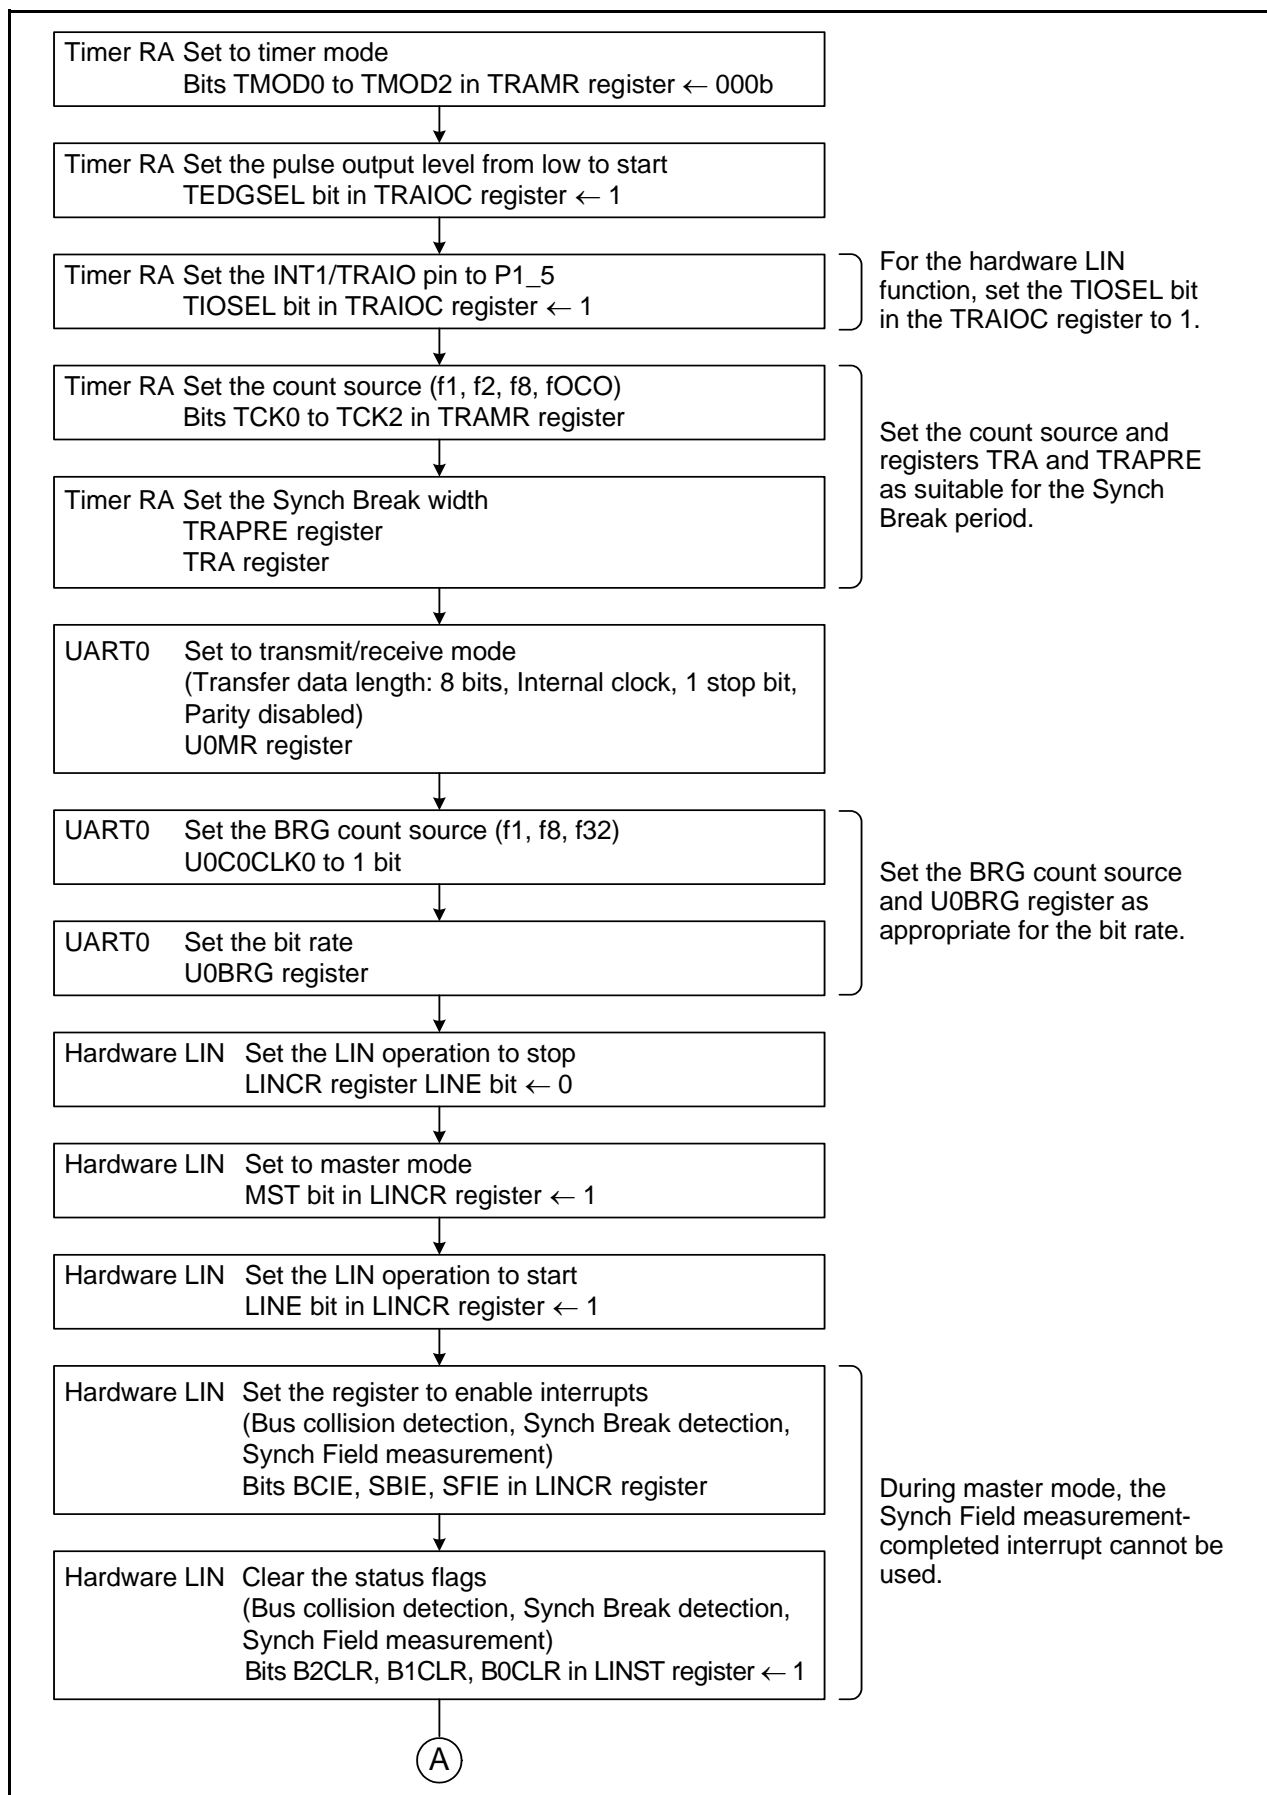 Timer RA Set to timer mode
Bits TMOD0 to TMOD2 in TRAMR register ← 000b
Timer RA Set the pulse output level from low to start
TEDGSEL bit in TRAIOC register ← 1
Timer RA Set the INT1/TRAIO pin to P1_5
TIOSEL bit in TRAIOC register ← 1
For the hardware LIN
function, set the TIOSEL bit
in the TRAIOC register to 1.
Timer RA Set the count source (f1, f2, f8, fOCO)
Bits TCK0 to TCK2 in TRAMR register
Timer RA Set the Synch Break width
TRAPRE register
TRA register
Set the count source and
registers TRA and TRAPRE
as suitable for the Synch
Break period.
UART0 Set to transmit/receive mode
(Transfer data length: 8 bits, Internal clock, 1 stop bit,
Parity disabled)
U0MR register
UART0 Set the BRG count source (f1, f8, f32)
U0C0CLK0 to 1 bit
UART0 Set the bit rate
U0BRG register
Set the BRG count source
and U0BRG register as
appropriate for the bit rate.
Hardware LIN Set the LIN operation to stop
LINCR register LINE bit ← 0
Hardware LIN Set to master mode
MST bit in LINCR register ← 1
Hardware LIN Set the LIN operation to start
LINE bit in LINCR register ← 1
Hardware LIN Set the register to enable interrupts
(Bus collision detection, Synch Break detection,
Synch Field measurement)
Bits BCIE, SBIE, SFIE in LINCR register
Hardware LIN Clear the status flags
(Bus collision detection, Synch Break detection,
Synch Field measurement)
Bits B2CLR, B1CLR, B0CLR in LINST register ← 1
During master mode, the
Synch Field measurement-
completed interrupt cannot be
used.
A